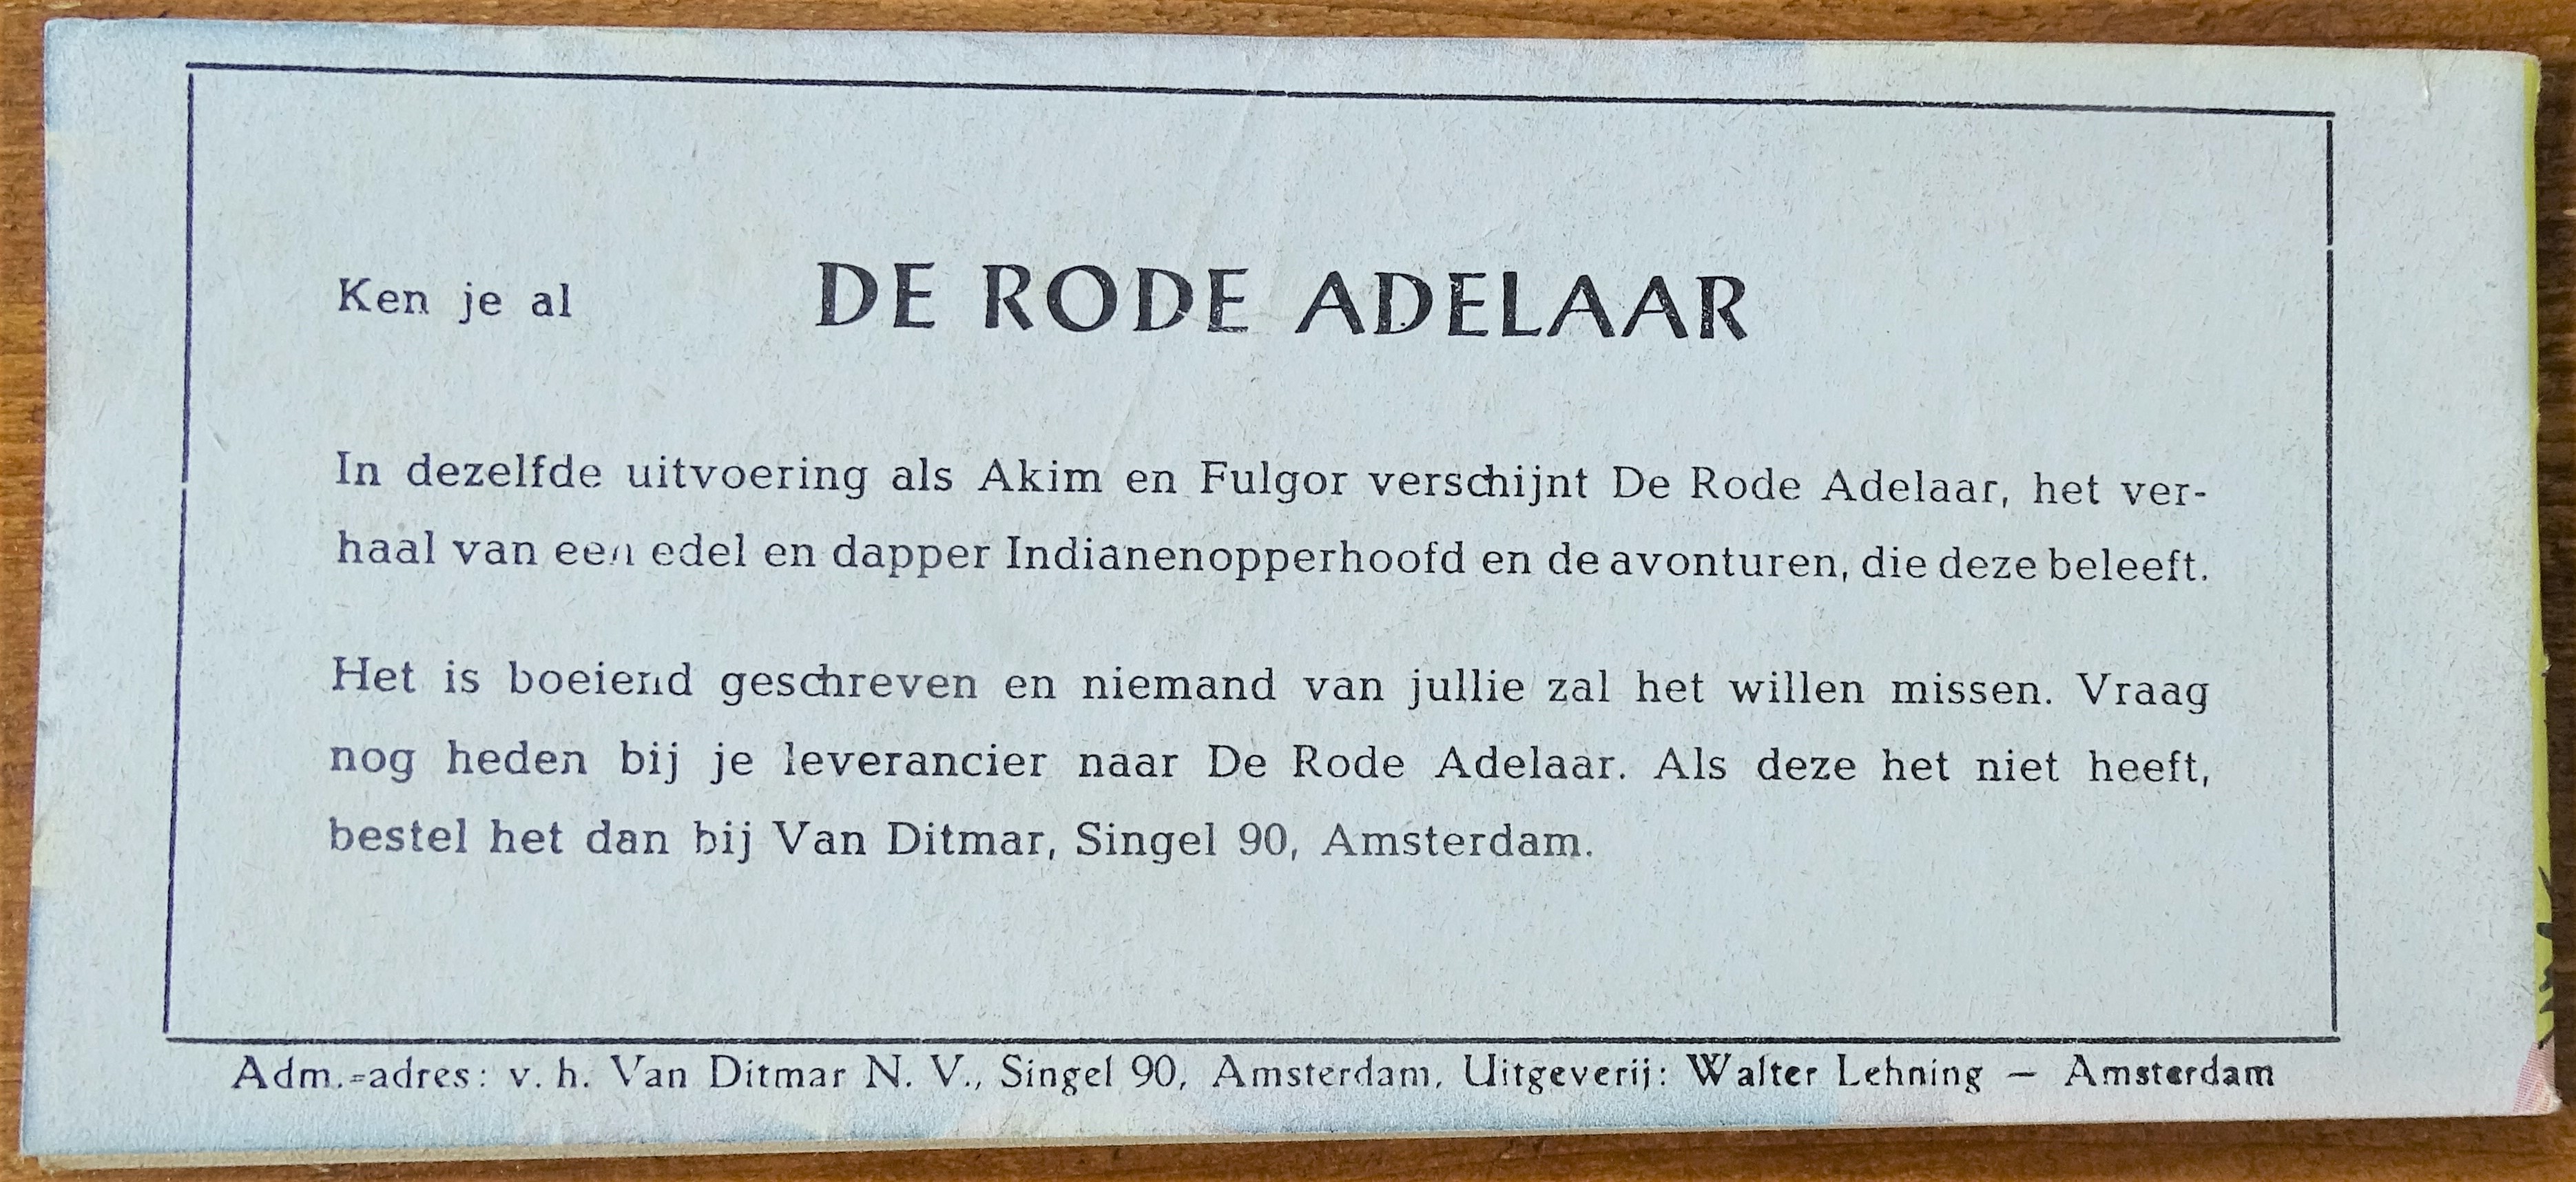 Ken je al DE RODE ADELAAR
In dezelfde uitvoering als Akim en Fulgor verschijnt De Rode Adelaar, het ver-
haal van een edel en dapper Indianenopperhoofd en de avonturen, die deze beleeft.
Het is boeiend geschreven en niemand van jullie zal het willen missen. Vraag
nog heden bij je leverancier naar De Rode Adelaar. Als deze het niet heeft,
bestel het dan bij Van Ditmar, Singel 90, Amsterdam.
Adm.=adres: v. h. Van Ditmar N. V., Singel 90, Amsterdam, Uitgeverij: Walter Lehning — Amsterdam